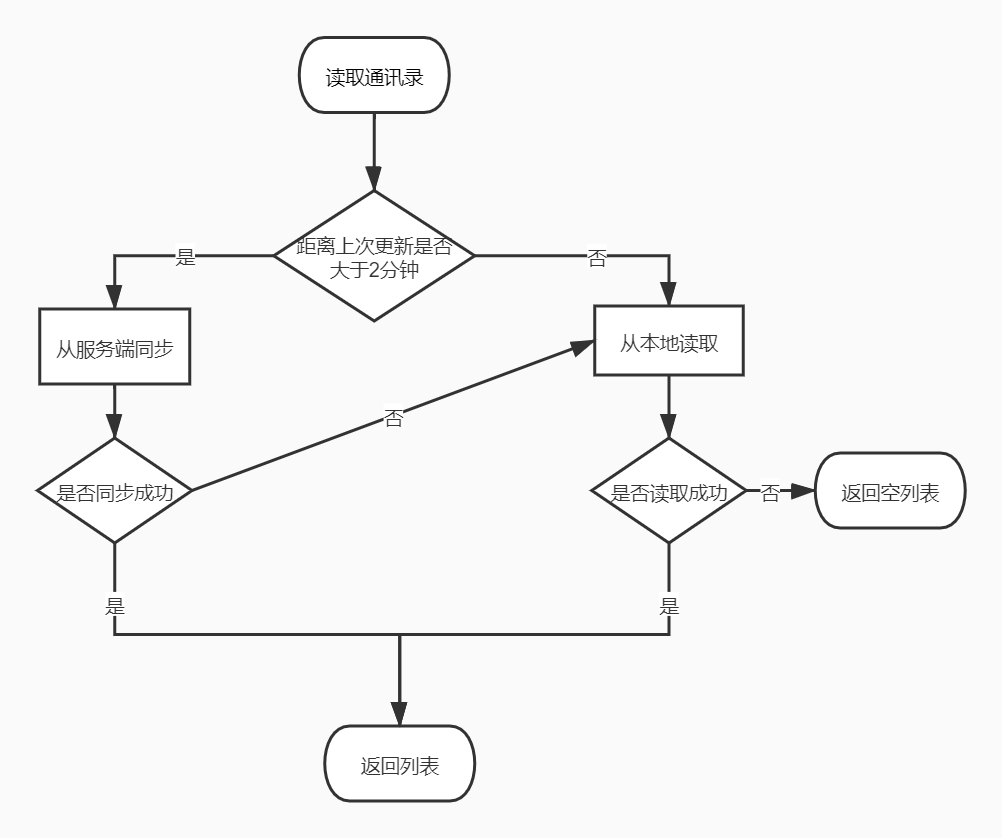 读取通讯录
距离上次更新是否
大于2分钟
是
否
从服务端同步
从本地读取
否
是否同步成功
是否读取成功
否
返回空列表
是
是
返回列表